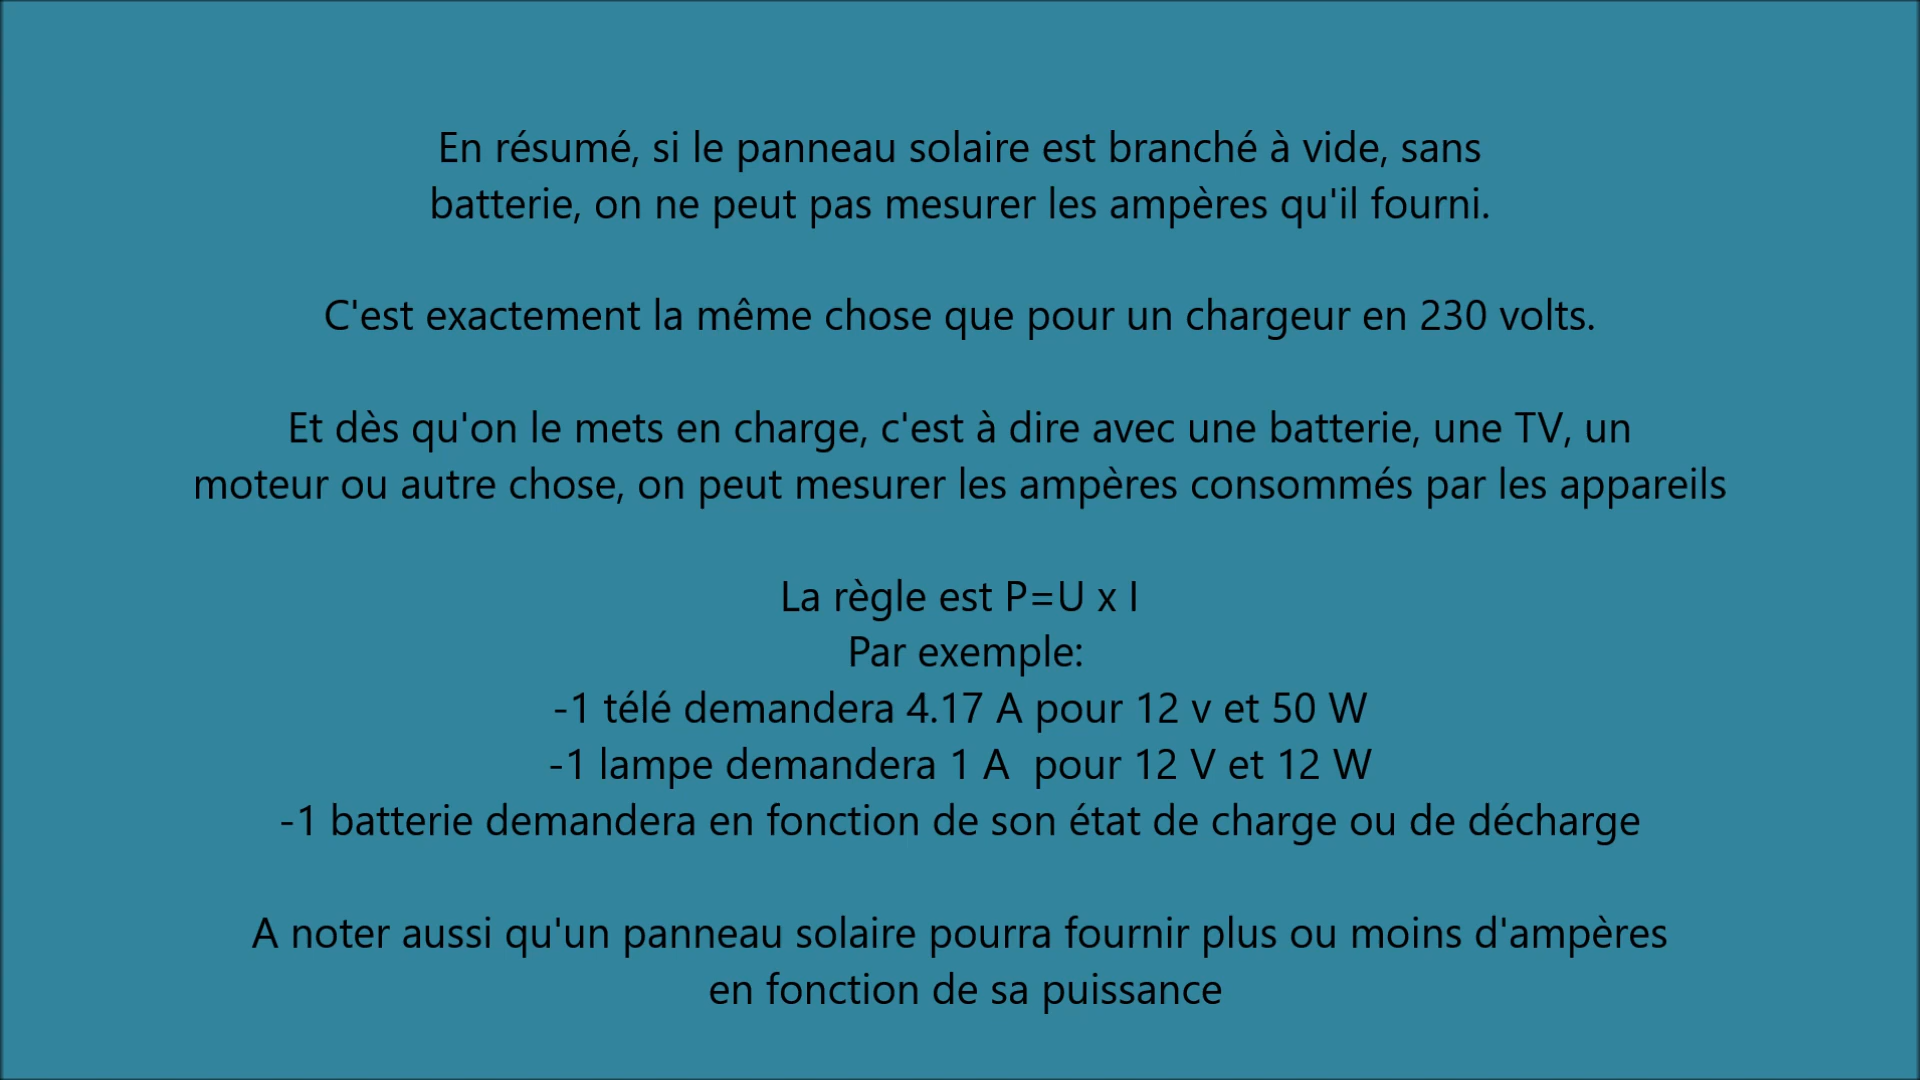 En résumé, si le panneau solaire est branché à vide, sans
batterie, on ne peut pas mesurer les ampères qu'il fourni.
C'est exactement la même chose que pour un chargeur en 230 volts.
Et dès qu'on le mets en charge, c'est à dire avec une batterie, une TV, un
moteur ou autre chose, on peut mesurer les ampères consommés par les appareils
La règle est P=U x I
Par exemple:
-1 télé demandera 4.17 A pour 12 v et 50 W
-1 lampe demandera 1 A  pour 12 V et 12 W
-1 batterie demandera en fonction de son état de charge ou de décharge
A noter aussi qu'un panneau solaire pourra fournir plus ou moins d'ampères
en fonction de sa puissance